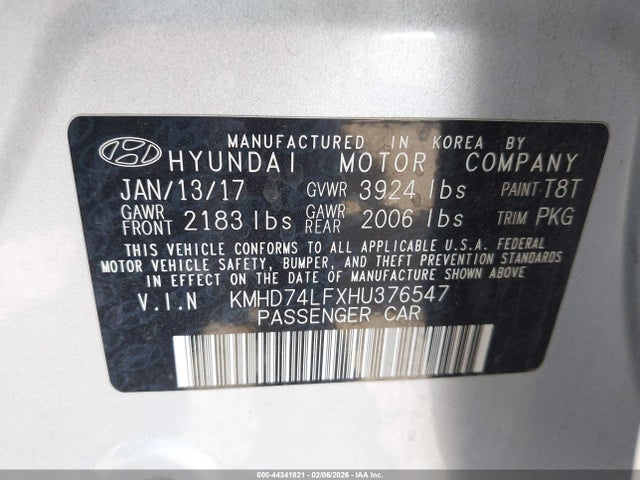 MANUFACTURED IN KOREA BY
HYUNDAI MOTOR COMPANY
JAN/13/17 GVWR 3924 lbs PAINT T8T
GAWR FRONT 2183 lbs GAWR REAR 2006 lbs TRIM PKG
THIS VEHICLE CONFORMS TO ALL APPLICABLE U.S.A. FEDERAL
MOTOR VEHICLE SAFETY, BUMPER, AND THEFT PREVENTION STANDARDS
IN EFFECT ON THE DATE OF MANUFACTURE SHOWN ABOVE
V.I.N KMHD74LFXHU376547
PASSENGER CAR
000-44341821 - 02/06/2026 - IAA Inc.